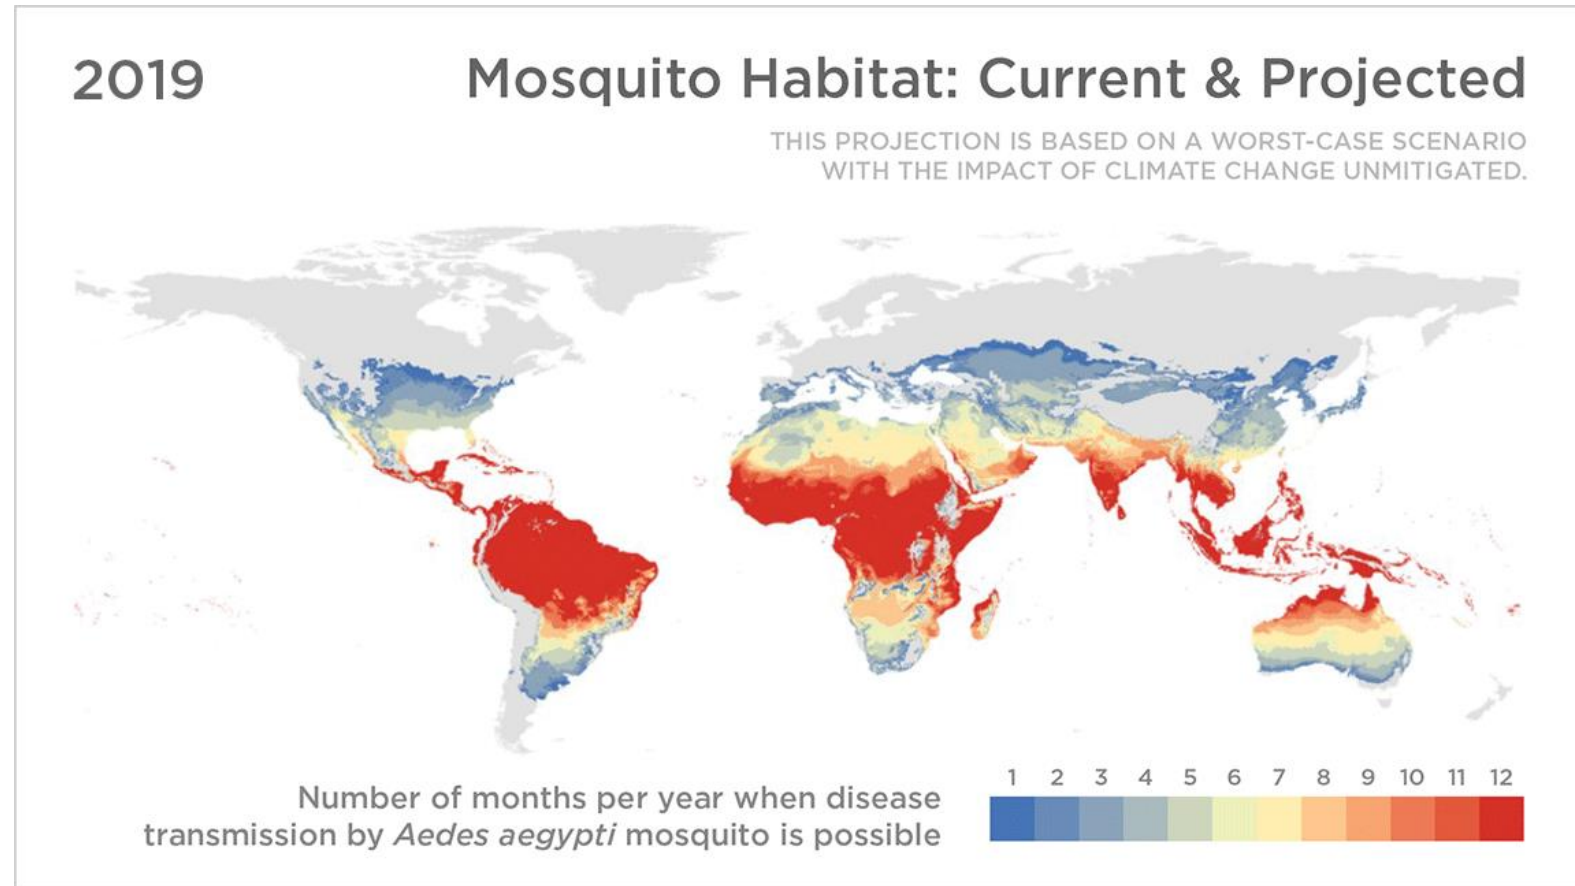 2019
Mosquito Habitat: Current & Projected
THIS PROJECTION IS BASED ON A WORST-CASE SCENARIO
WITH THE IMPACT OF CLIMATE CHANGE UNMITIGATED.
Number of months per year when disease
transmission by Aedes aegypti mosquito is possible
1 2 3 4 5 6 7 8 9 10 11 12